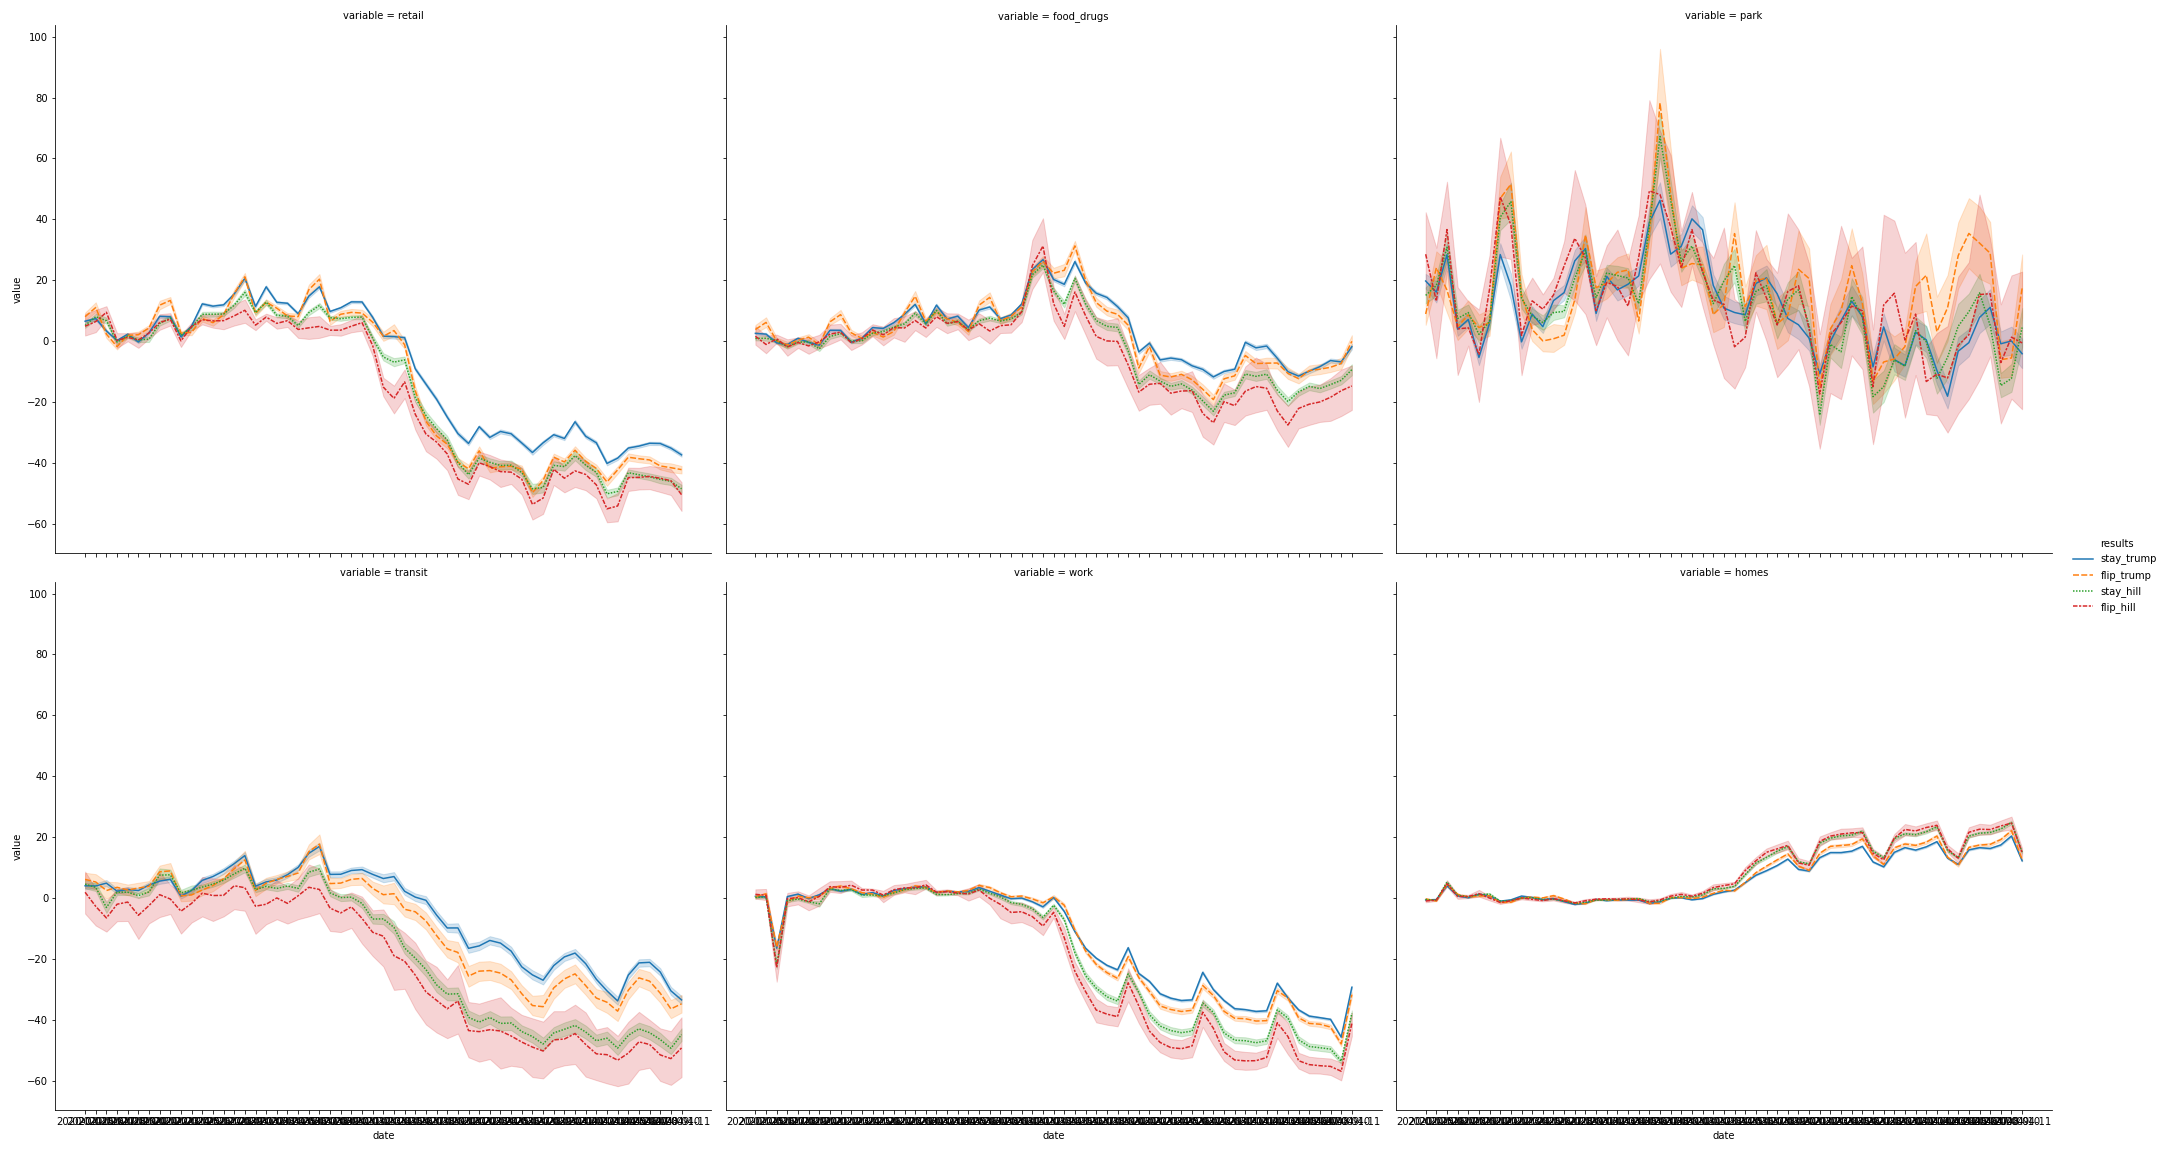 variable = retail
variable = food_drugs
variable = park
100
80
60
40
20
0
−20
−40
−60
value
results
stay_trump
flip_trump
stay_hill
flip_hill
variable = transit
variable = work
variable = homes
100
80
60
40
20
0
−20
−40
−60
value
date
date
date